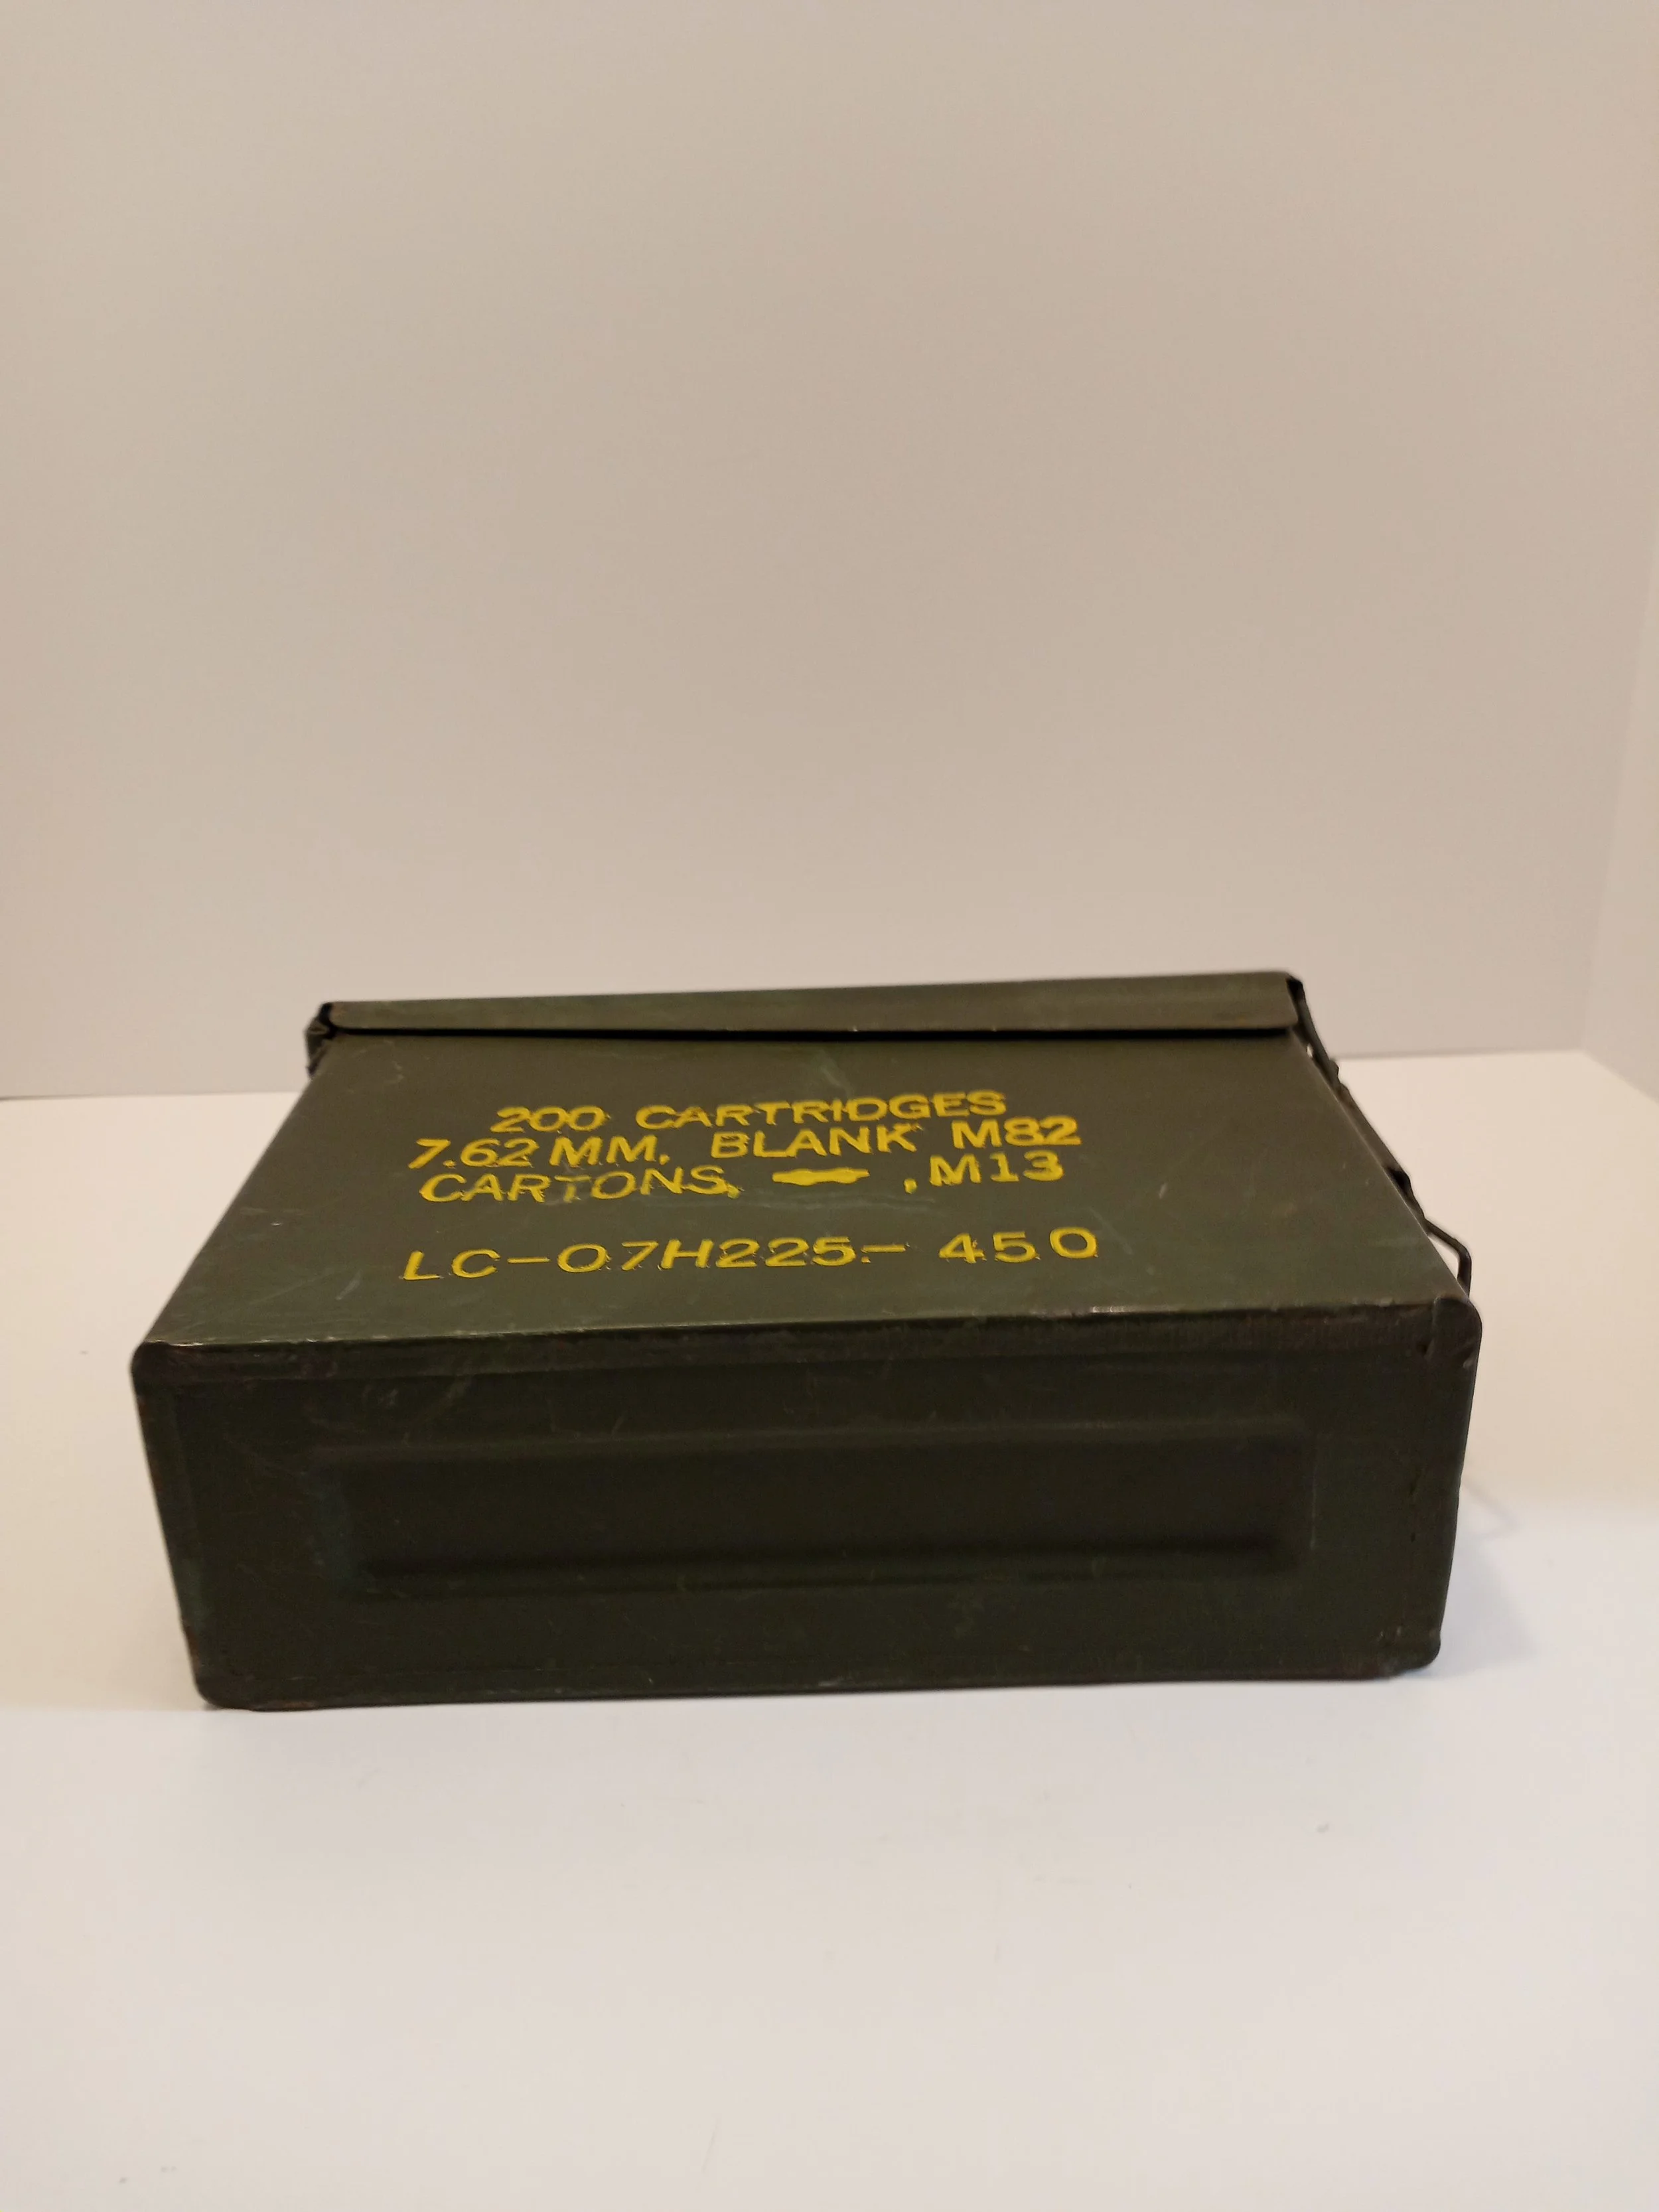 200 CARTRIDGES
7.62 MM, BLANK M82
CARTONS, , M13
LC-07H225- 450